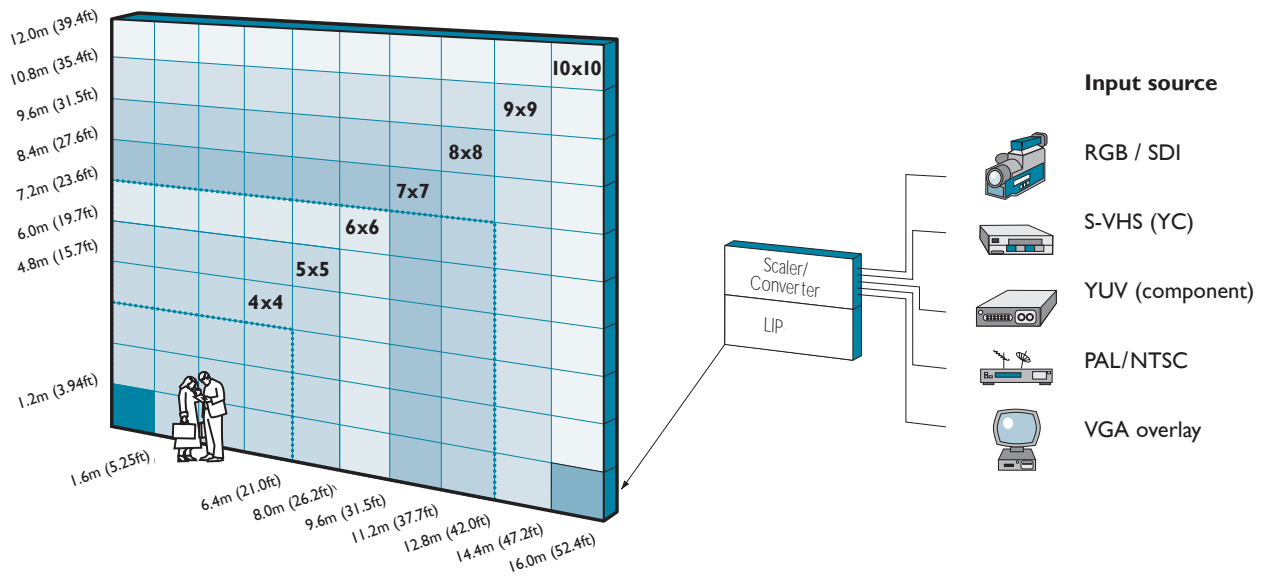 12.0m (39.4ft)
10.8m (35.4ft)
9.6m (31.5ft)
8.4m (27.6ft)
7.2m (23.6ft)
6.0m (19.7ft)
4.8m (15.7ft)
1.2m (3.94ft)
10x10
9x9
8x8
7x7
6x6
5x5
4x4
1.6m (5.25ft)
6.4m (21.0ft)
8.0m (26.2ft)
9.6m (31.5ft)
11.2m (37.7ft)
12.8m (42.0ft)
14.4m (47.2ft)
16.0m (52.4ft)
Scaler/
Converter
LIP
Input source
RGB / SDI
S-VHS (YC)
YUV (component)
PAL/NTSC
VGA overlay